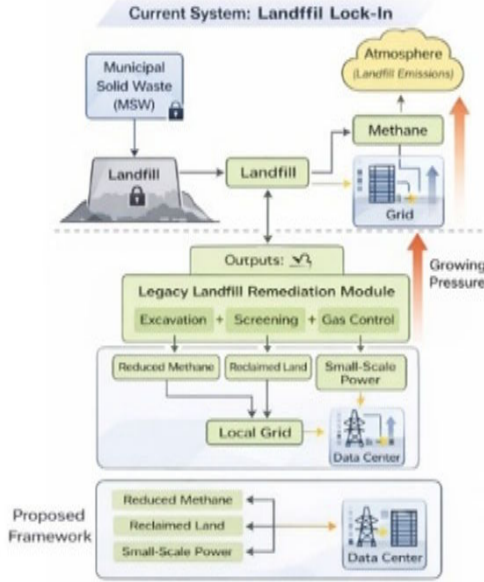 Current System: Landffil Lock-In
Municipal
Solid Waste
(MSW)
Atmosphere
(Landfill Emissions)
Methane
Landfill
Landfill
Grid
Growing
Pressure
Outputs:
Legacy Landfill Remediation Module
Excavation + Screening + Gas Control
Reduced Methane
Reclaimed Land
Small-Scale
Power
Local Grid
Data Center
Proposed
Framework
Reduced Methane
Reclaimed Land
Small-Scale Power
Data Center